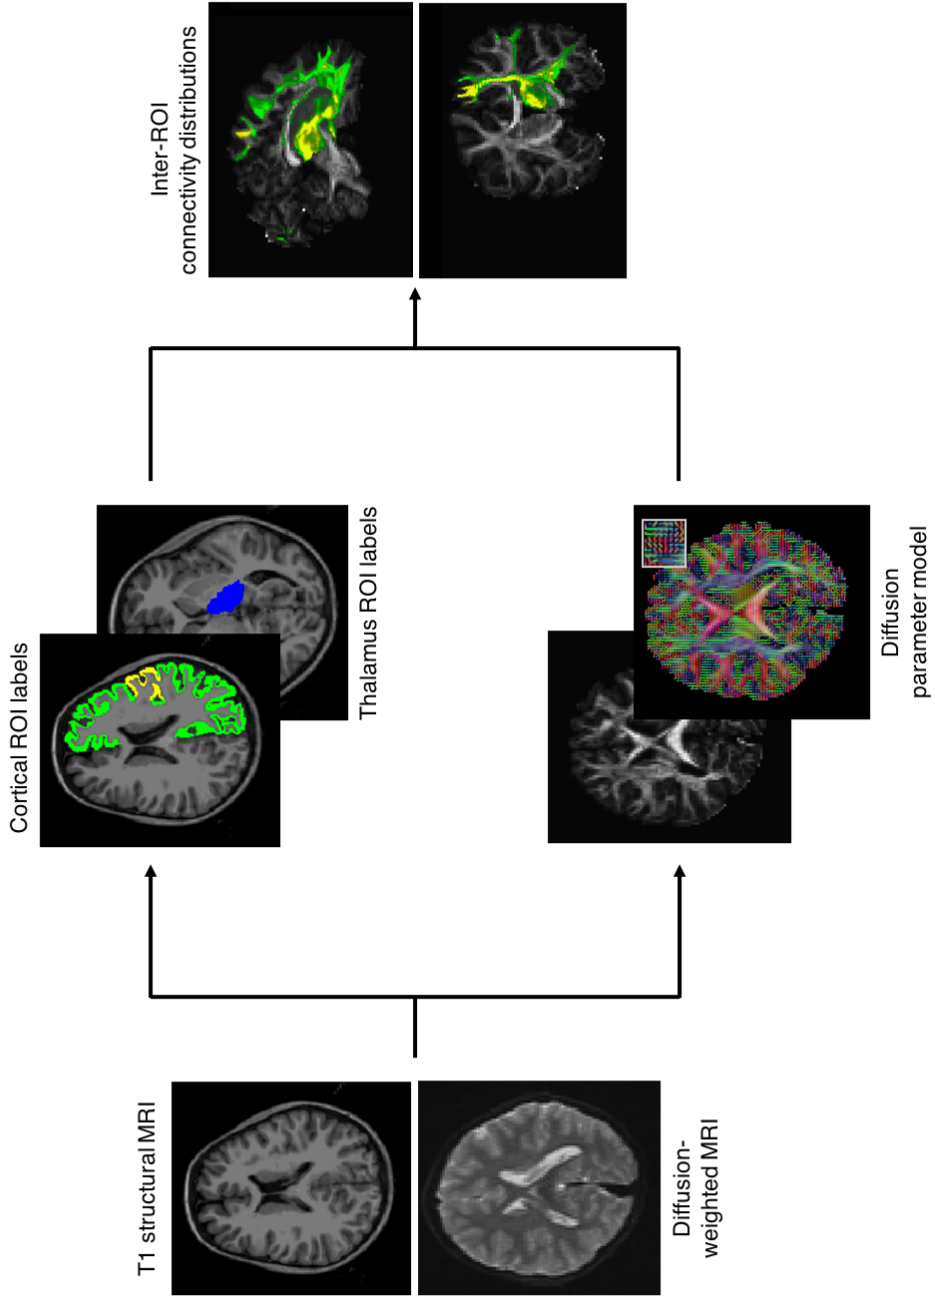 T1 structural MRI
Diffusion-
weighted MRI
Cortical ROI labels
Thalamus ROI labels
Diffusion
parameter model
Inter-ROI
connectivity distributions